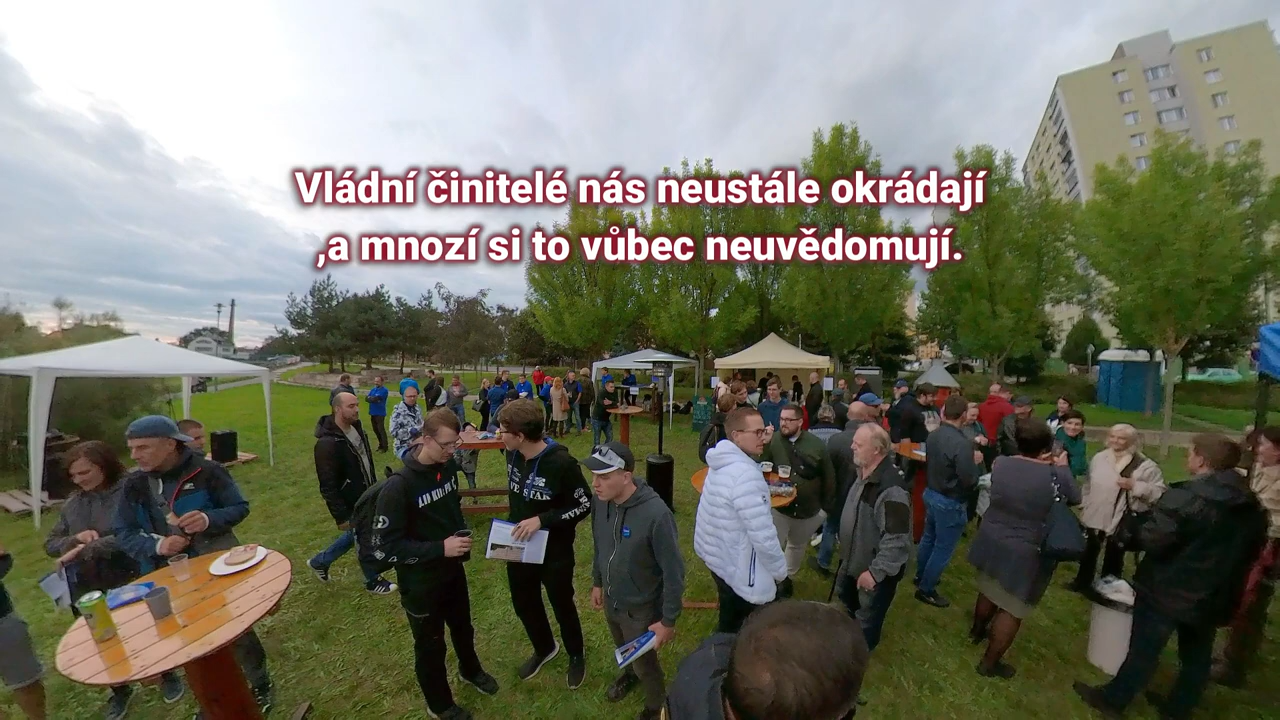 Vládní činitelé nás neustále okrádají
,a mnozí si to vůbec neuvědomují.